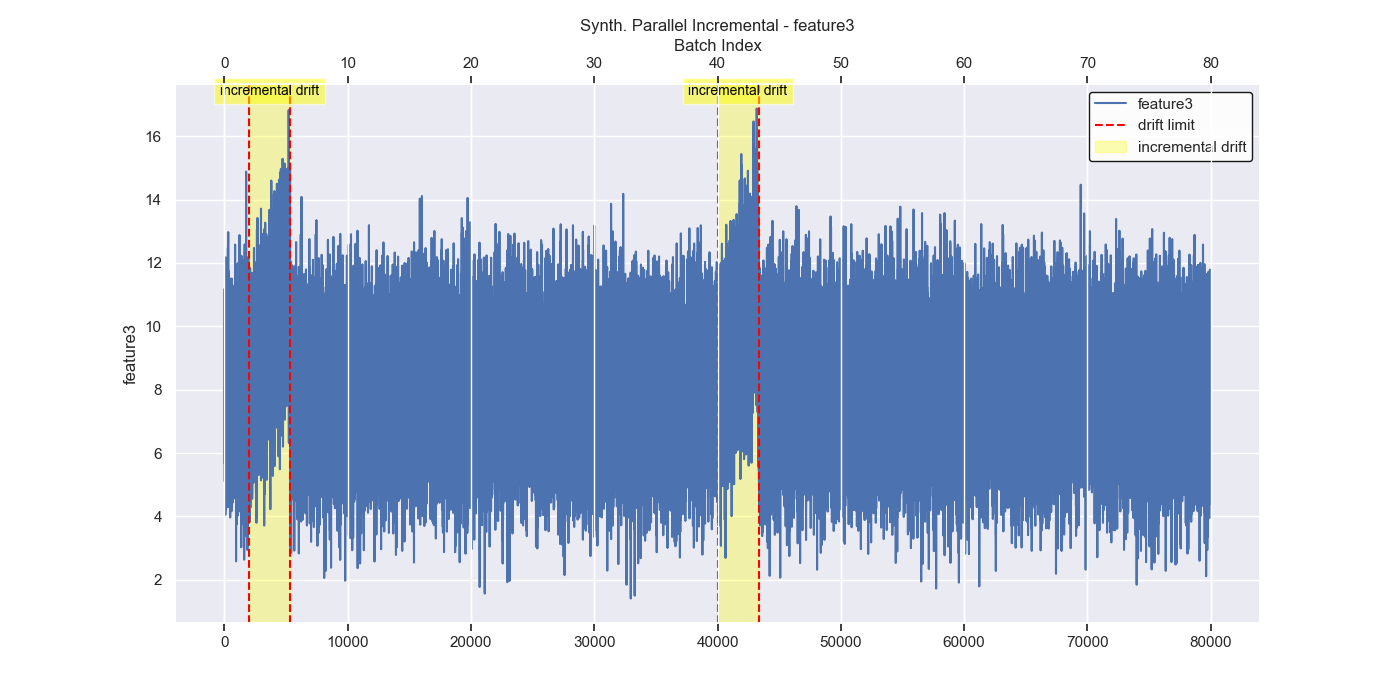 Synth. Parallel Incremental - feature3
Batch Index
0 10 20 30 40 50 60 70 80
incremental drift incremental drift
feature3
drift limit
incremental drift
16
14
12
10
8
6
4
2
feature3
0 10000 20000 30000 40000 50000 60000 70000 80000